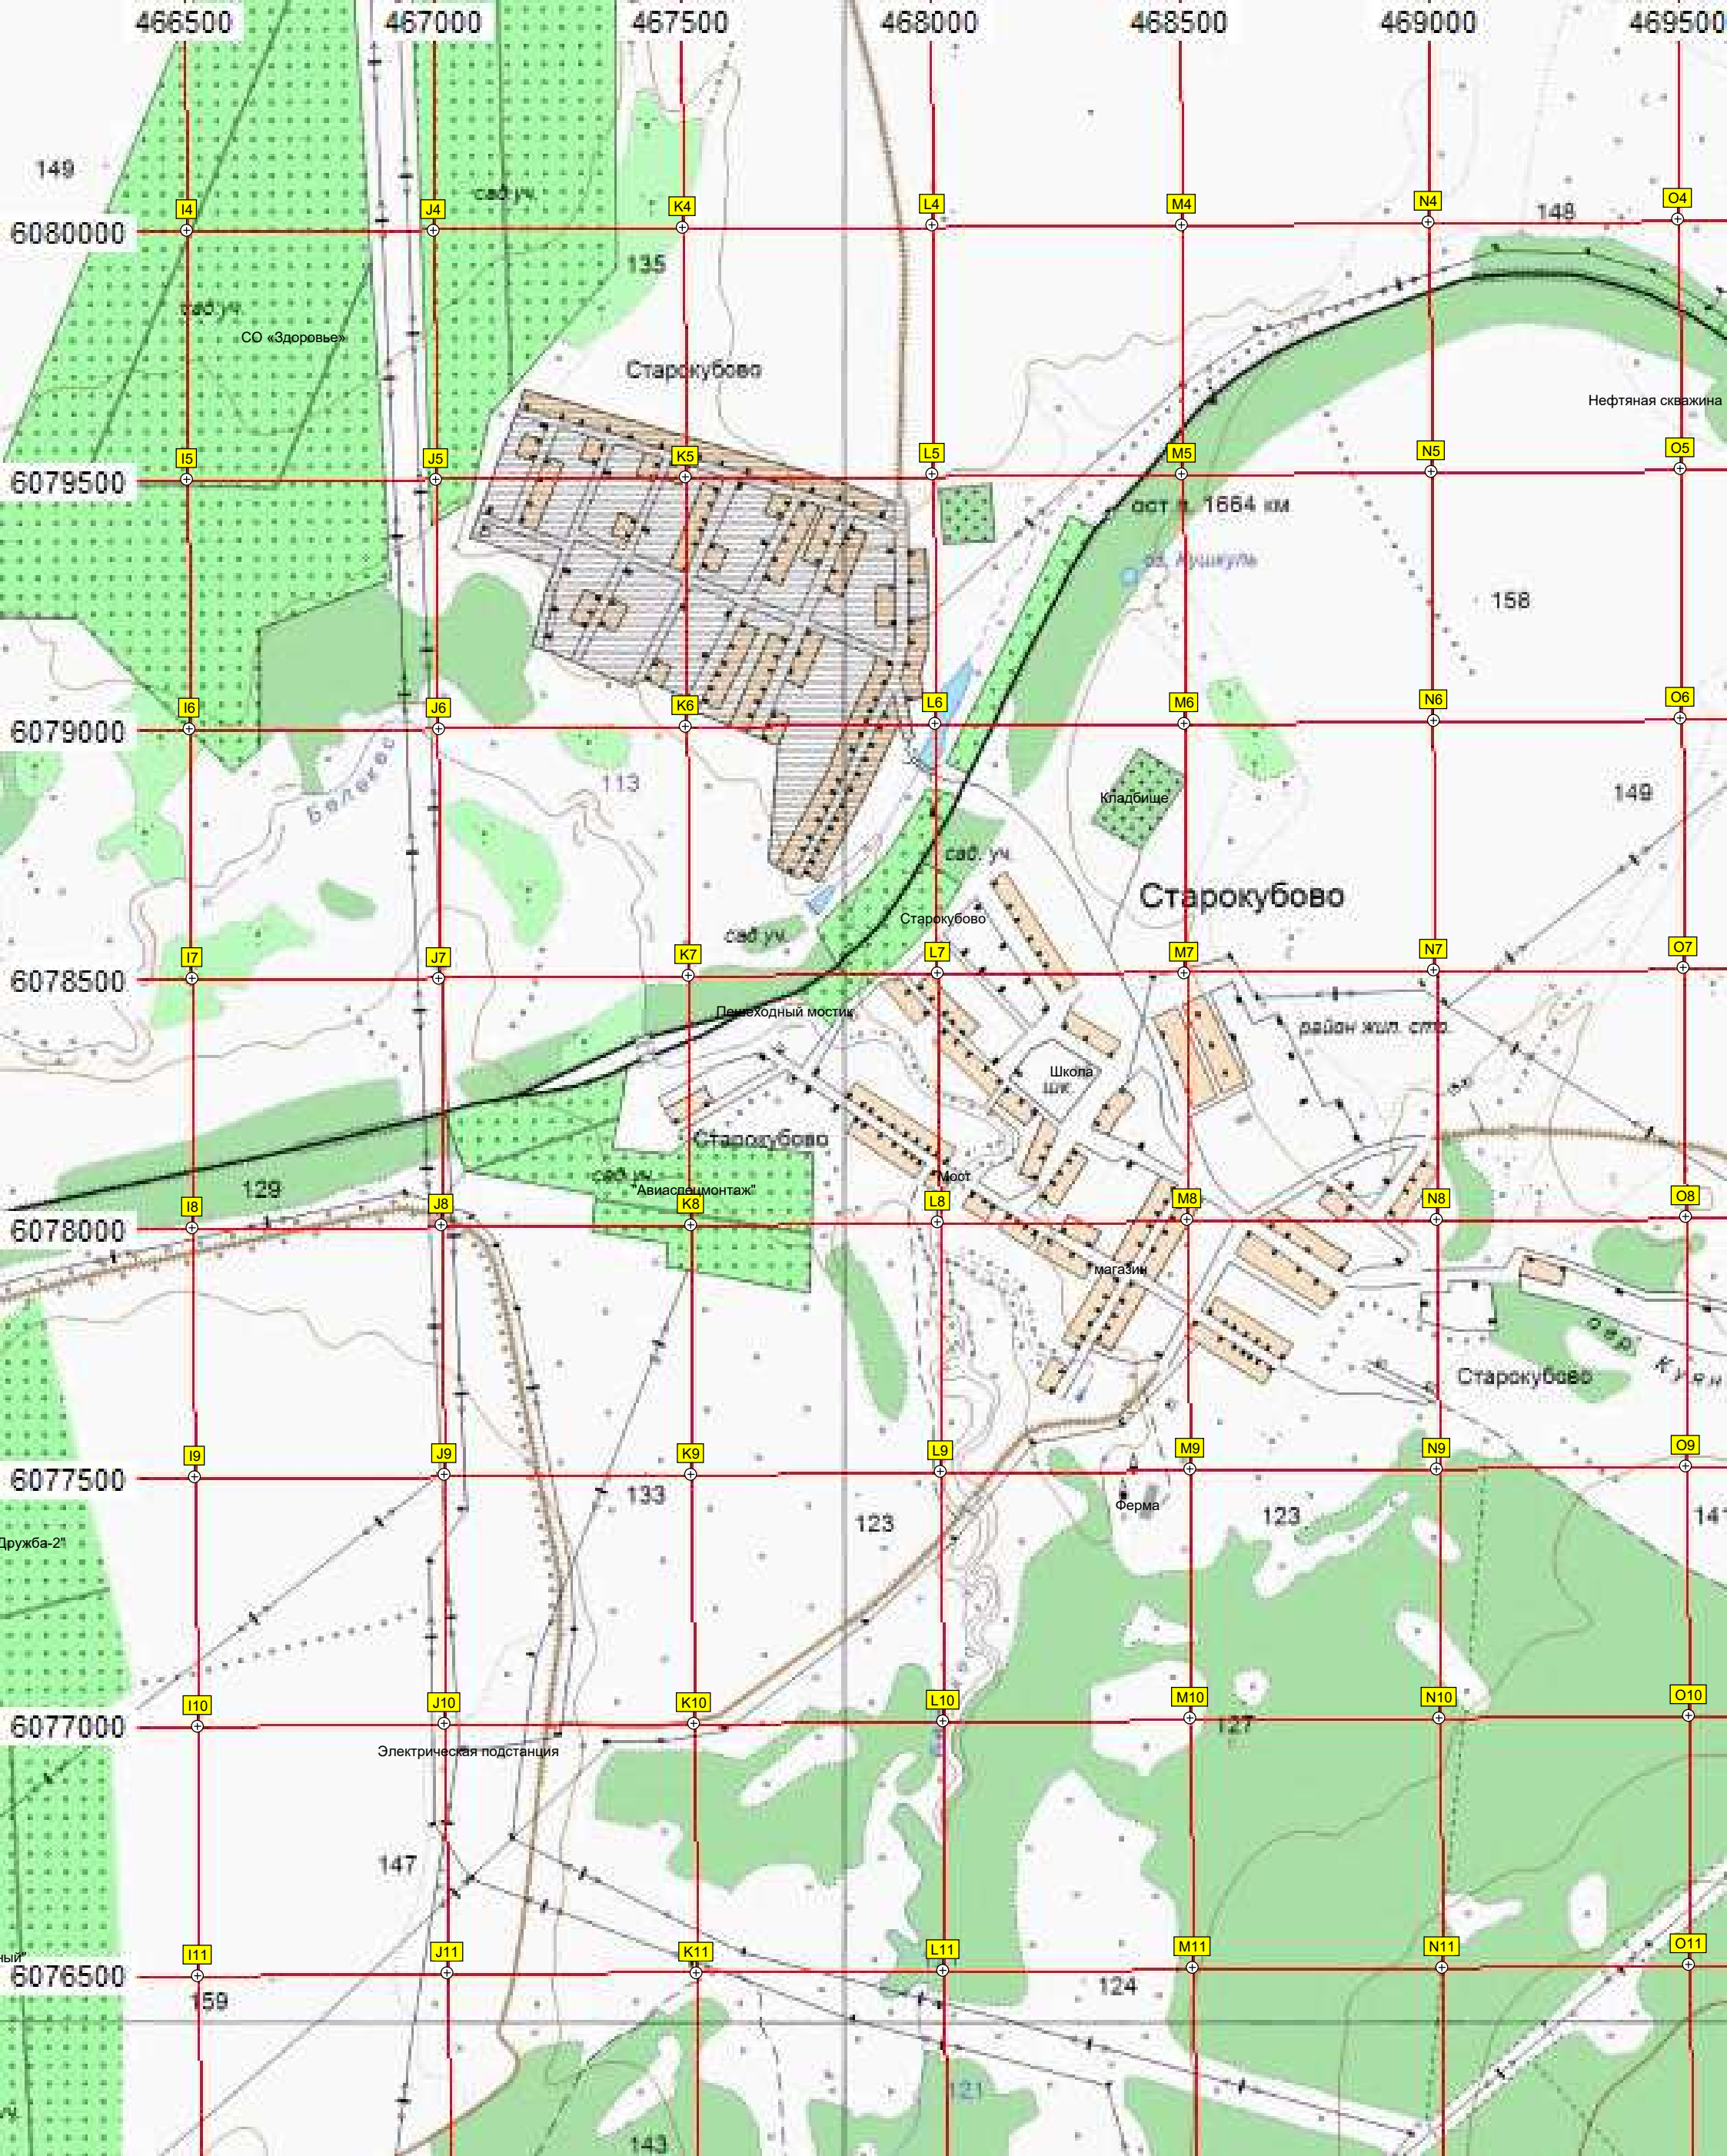 466500 467000 467500 468000 468500 469000 469500
149
сад.уч.
I4 J4 K4 L4 M4 N4 O4
148
6080000
135
сад.уч.
СО «Здоровье»
Старокубово
Нефтяная скважина
I5 J5 K5 L5 M5 N5 O5
6079500
ост. п. 1664 км
оз. Кушкуль
158
I6 J6 K6 L6 M6 N6 O6
6079000
Белекес
113
149
Кладбище
сад. уч.
Старокубово
Старокубово
сад.уч.
I7 J7 K7 L7 M7 N7 O7
6078500
Пешеходный мостик
район жил. стр.
Школа
шк.
Старокубово
сад.уч.
Мост
129
"Авиаспецмонтаж"
I8 J8 K8 L8 M8 N8 O8
6078000
магазин
овр.
Старокубово
I9 J9 K9 L9 M9 N9 O9
6077500
133
123
Ферма
123
141
Дружба-2"
I10 J10 K10 L10 M10 N10 O10
6077000
127
Электрическая подстанция
147
I11 J11 K11 L11 M11 N11 O11
ный"
6076500
159
124
121
уч.
143